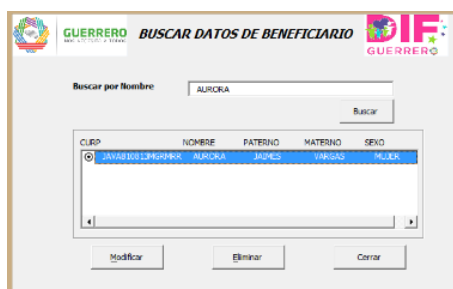 GUERRERO
BUSCAR DATOS DE BENEFICIARIO
DIF
GUERRERO
Buscar por Nombre
AURORA
Buscar
CURP NOMBRE PATERNO MATERNO SEXO
AURORA JAIMES VARGAS MUJER
Modificar Eliminar Cerrar